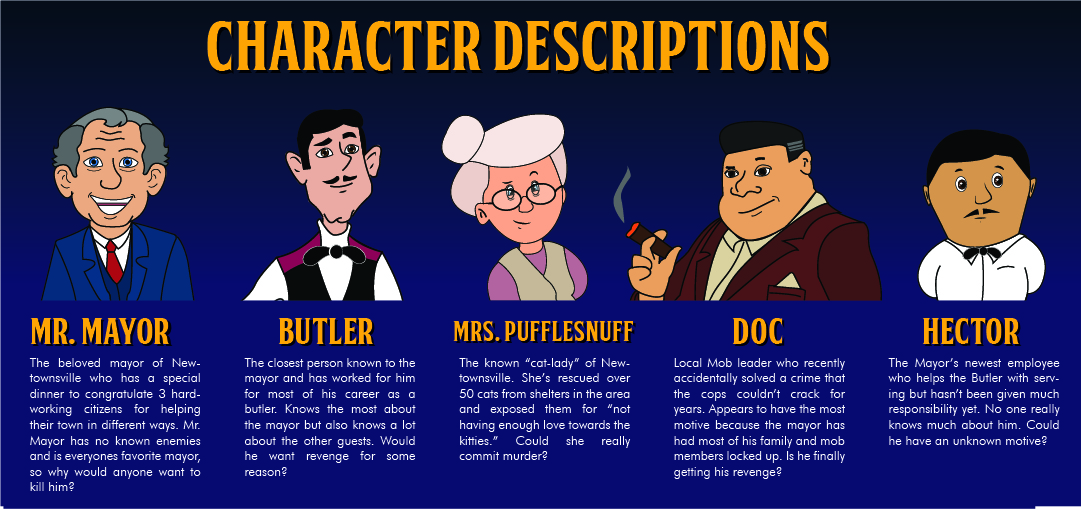 CHARACTER DESCRIPTIONS
MR. MAYOR
The beloved mayor of New-
townsville who has a special
dinner to congratulate 3 hard-
working citizens for helping
their town in different ways. Mr.
Mayor has no known enemies
and is everyones favorite mayor,
so why would anyone want to
kill him?
BUTLER
The closest person known to the
mayor and has worked for him
for most of his career as a
butler. Knows the most about
the mayor but also knows a lot
about the other guests. Would
he want revenge for some
reason?
MRS. PUFFLESNUFF
The known “cat-lady” of New-
townsville. She’s rescued over
50 cats from shelters in the area
and exposed them for “not
having enough love towards the
kitties.” Could she really
commit murder?
DOC
Local Mob leader who recently
accidentally solved a crime that
the cops couldn’t crack for
years. Appears to have the most
motive because the mayor has
had most of his family and mob
members locked up. Is he finally
getting his revenge?
HECTOR
The Mayor’s newest employee
who helps the Butler with serv-
ing but hasn’t been given much
responsibility yet. No one really
knows much about him. Could
he have an unknown motive?